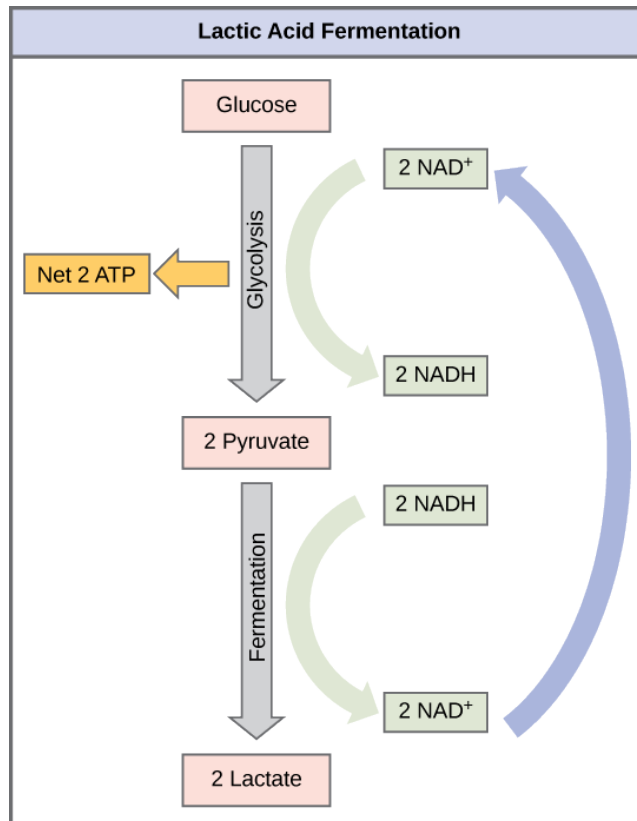 Lactic Acid Fermentation
Glucose
2 NAD⁺
Glycolysis
Net 2 ATP
2 NADH
2 Pyruvate
2 NADH
Fermentation
2 NAD⁺
2 Lactate